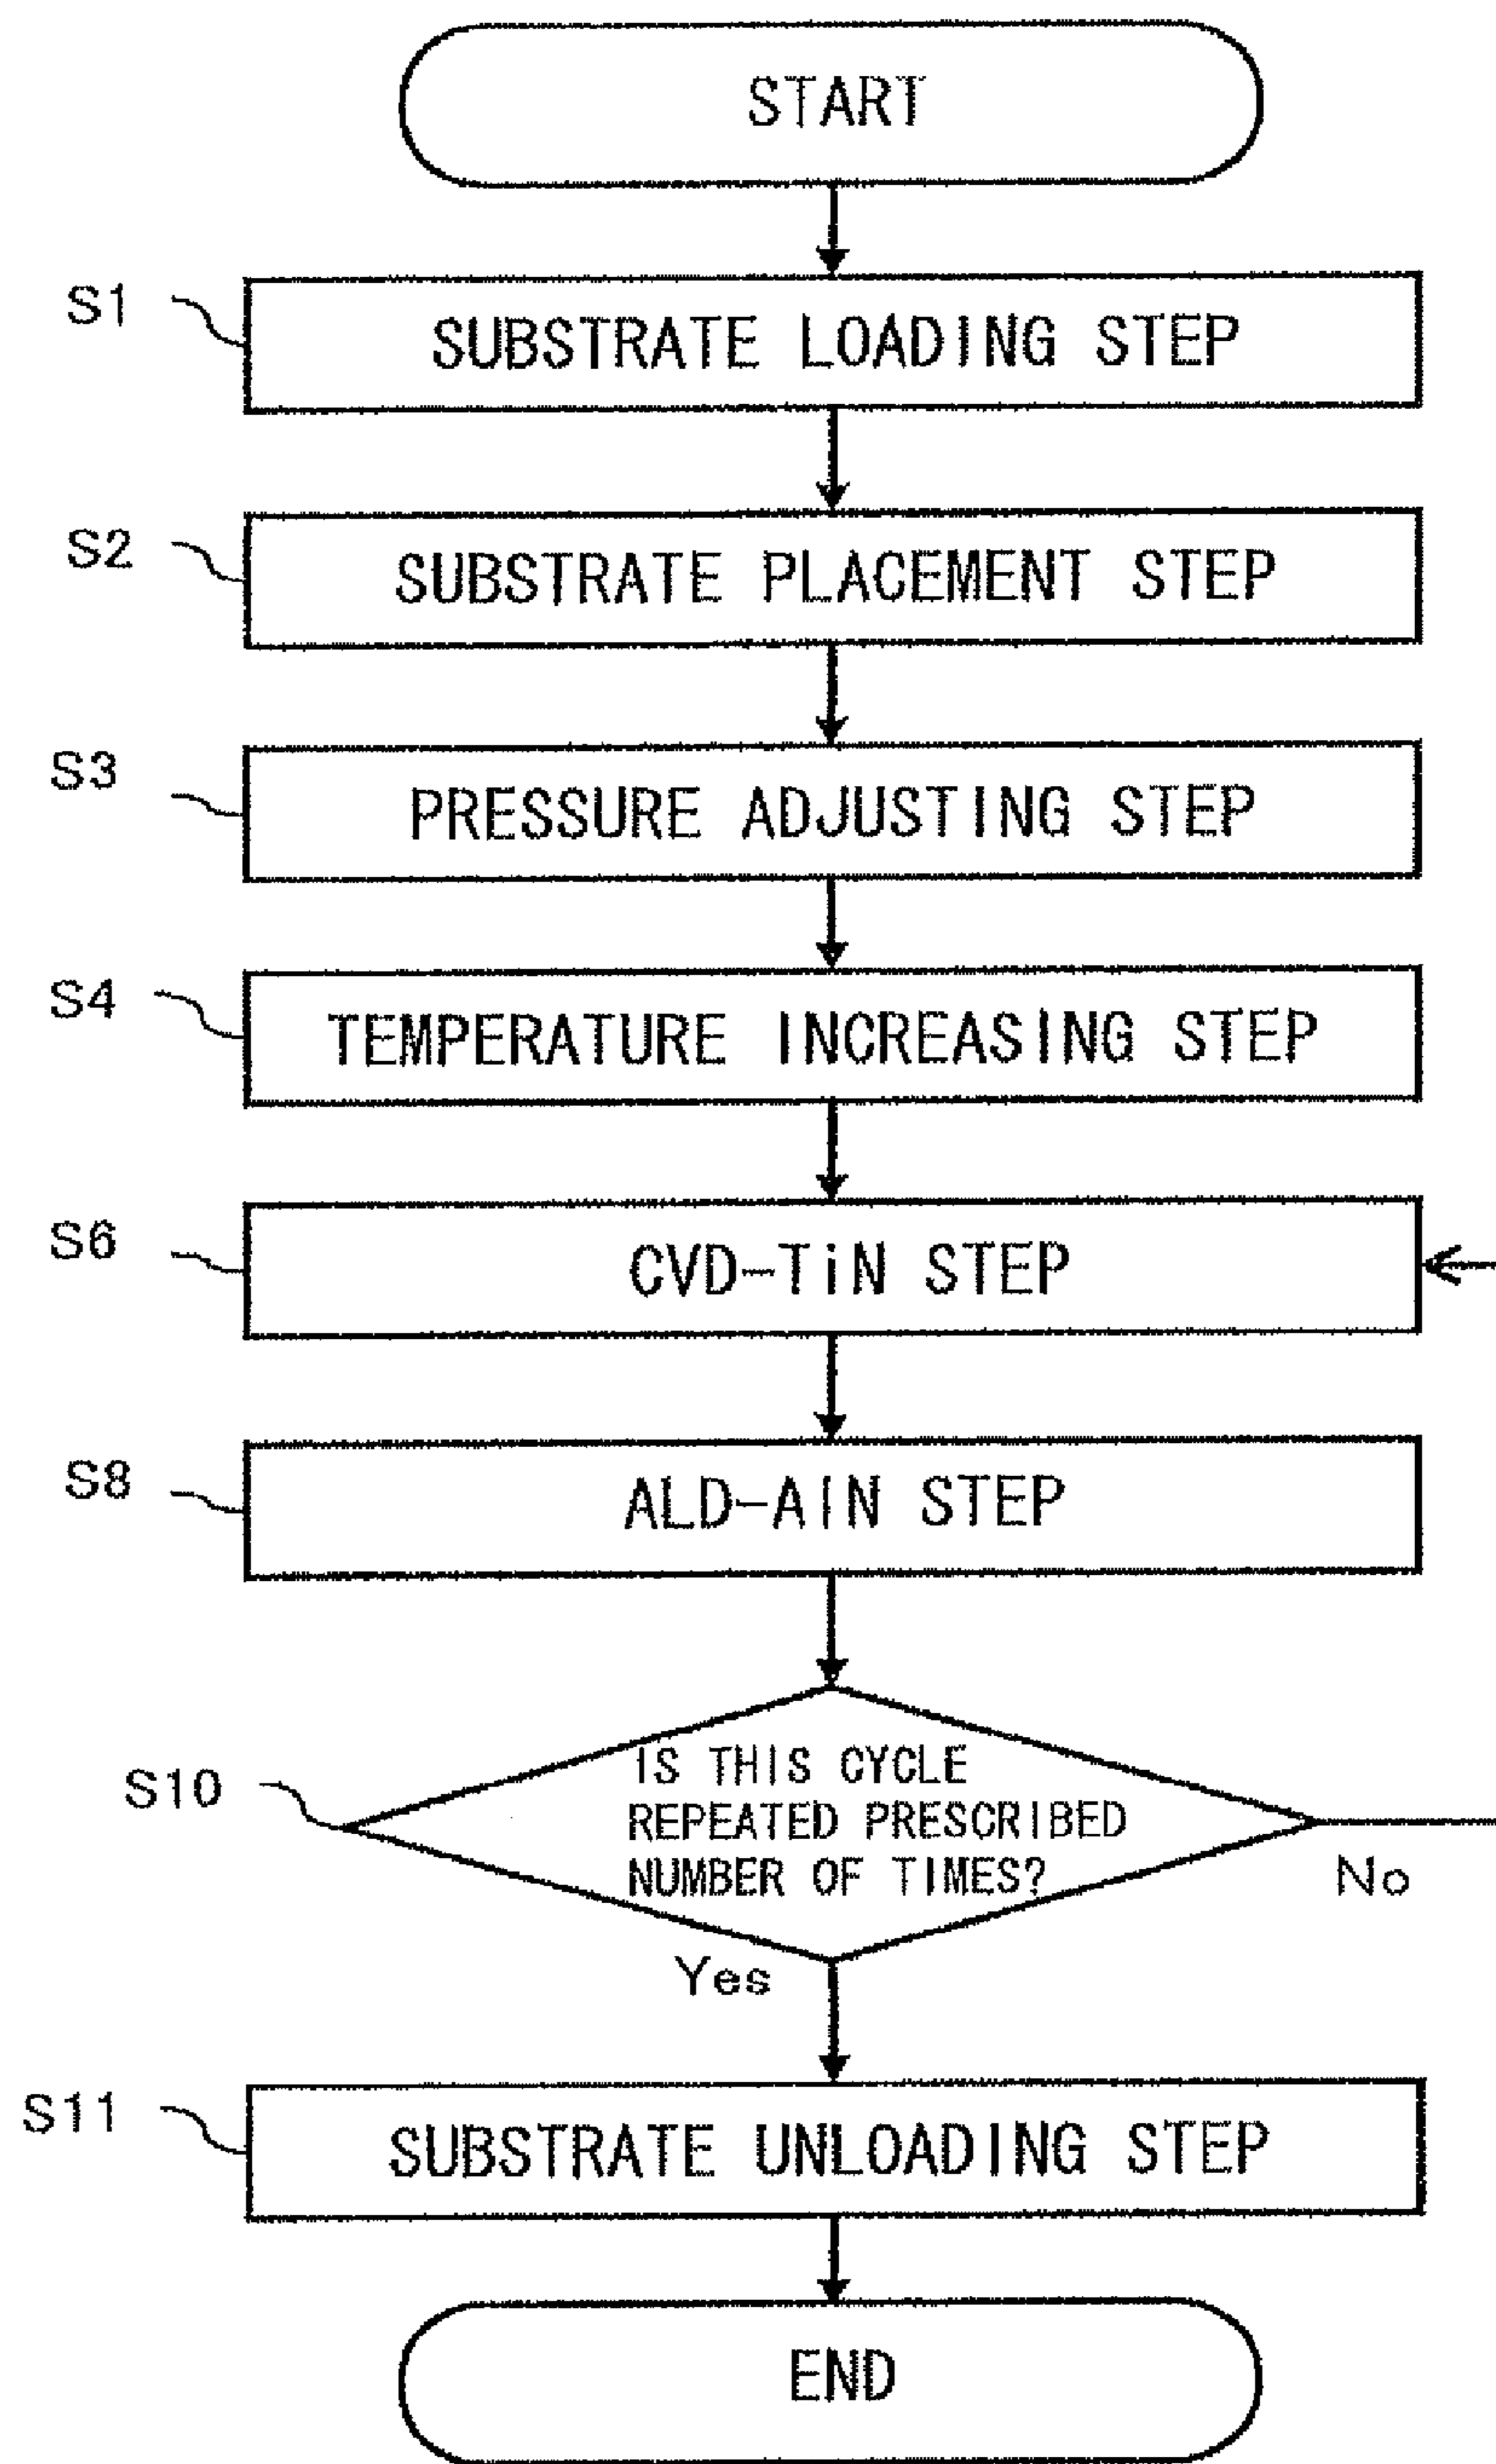 START
S1
SUBSTRATE LOADING STEP
S2
SUBSTRATE PLACEMENT STEP
S3
PRESSURE ADJUSTING STEP
S4
TEMPERATURE INCREASING STEP
S6
CVD-TiN STEP
S8
ALD-AlN STEP
S10
IS THIS CYCLE
REPEATED PRESCRIBED
NUMBER OF TIMES?
No
Yes
S11
SUBSTRATE UNLOADING STEP
END